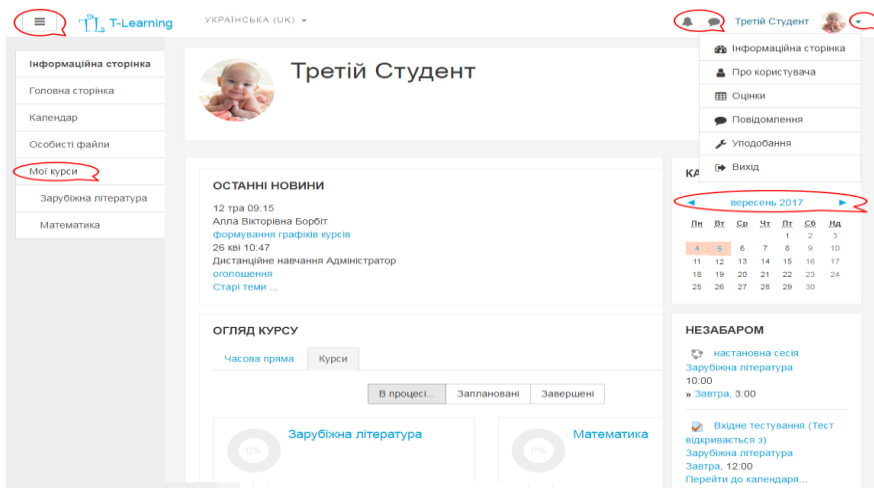 T-Learning
УКРАЇНСЬКА (UK)
Третій Студент
Інформаційна сторінка
Головна сторінка
Календар
Особисті файли
Мої курси
Зарубіжна література
Математика
Третій Студент
Інформаційна сторінка
Про користувача
Оцінки
Повідомлення
Уподобання
Вихід
ОСТАННІ НОВИНИ
12 тра 09:15
Алла Вікторівна Борбіт
формування графіків курсів
26 кві 10:47
Дистанційне навчання Адміністратор
оголошення
Старі теми ...
ОГЛЯД КУРСУ
Часова пряма Курси
В процесі... Заплановані Завершені
0% Зарубіжна література
0% Математика
КА
вересень 2017
Пн Вт Ср Чт Пт Сб Нд
1 2 3
4 5 6 7 8 9 10
11 12 13 14 15 16 17
18 19 20 21 22 23 24
25 26 27 28 29 30
НЕЗАБАРОМ
настановна сесія
Зарубіжна література
10:00
» Завтра, 3:00
Вхідне тестування (Тест
відкривається з)
Зарубіжна література
Завтра, 12:00
Перейти до календаря...